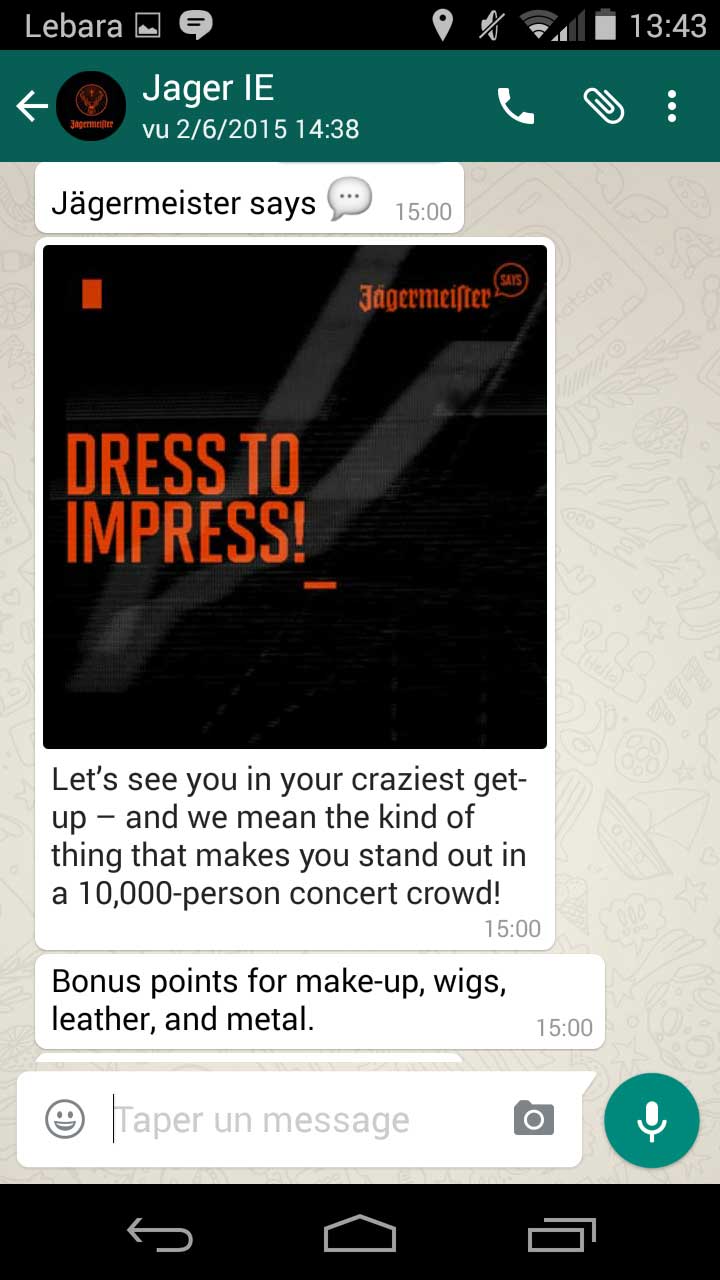 Lebara
13:43
Jager IE
vu 2/6/2015 14:38
Jägermeister
Jägermeister says 💬
15:00
Jägermeister SAYS
DRESS TO
IMPRESS!
Let's see you in your craziest get-
up – and we mean the kind of
thing that makes you stand out in
a 10,000-person concert crowd!
15:00
Bonus points for make-up, wigs,
leather, and metal.
15:00
Taper un message